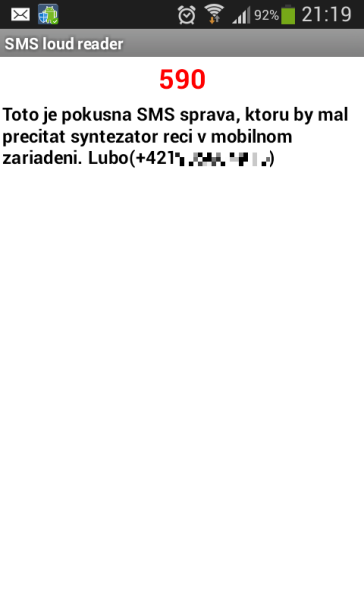 92% 21:19
SMS loud reader
590
Toto je pokusna SMS sprava, ktoru by mal
precitat syntezator reci v mobilnom
zariadeni. Lubo(+421